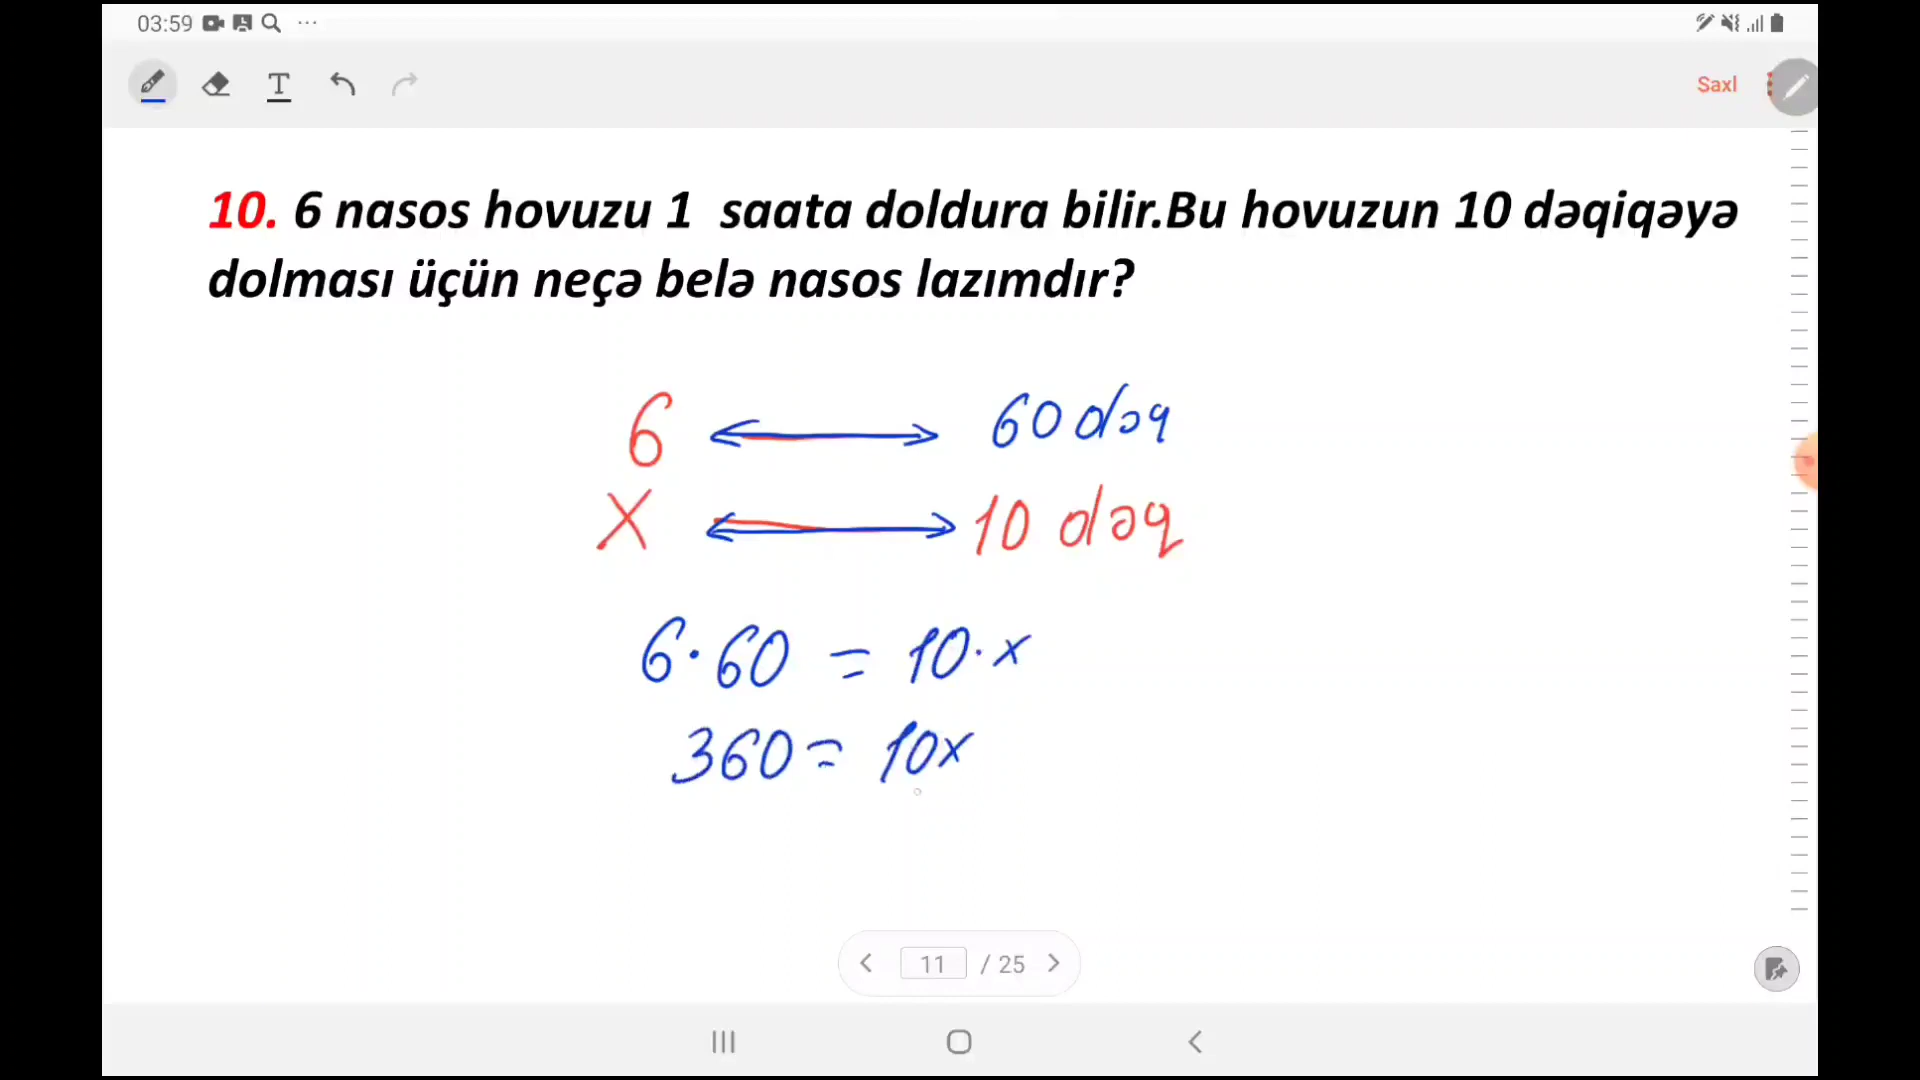 03:59
Saxl
10. 6 nasos hovuzu 1 saata doldura bilir.Bu hovuzun 10 dəqiqəyə
dolması üçün neçə belə nasos lazımdır?
6 60 dəq
X 10 dəq
6·60 = 10·x
360 = 10x
11 / 25